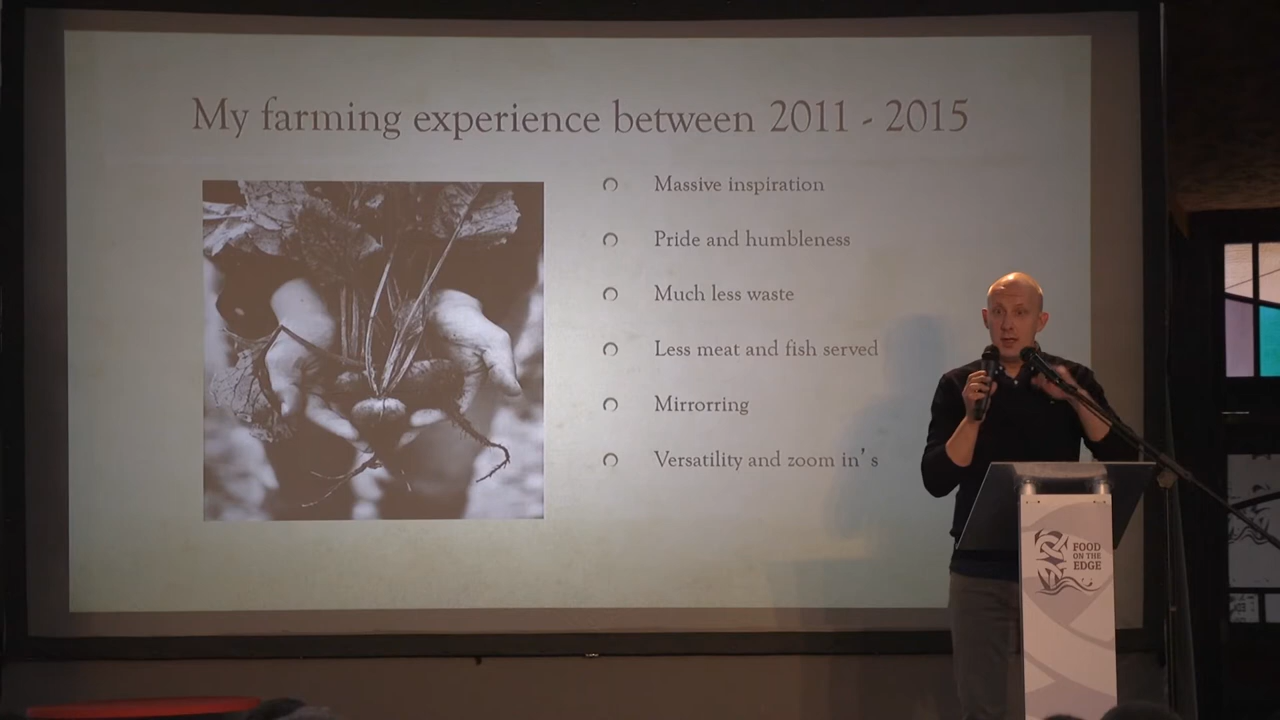 My farming experience between 2011 - 2015
Massive inspiration
Pride and humbleness
Much less waste
Less meat and fish served
Mirrorring
Versatility and zoom in's
FOOD
ON THE
EDGE